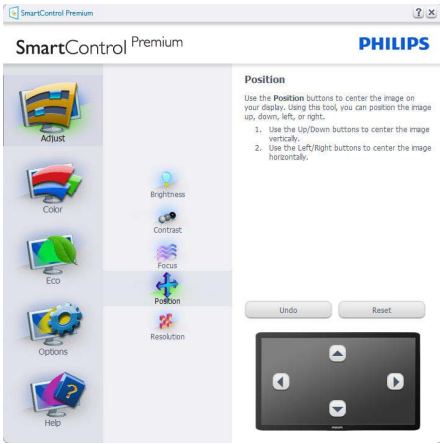 SmartControl Premium
SmartControl Premium
PHILIPS
Adjust
Color
Eco
Options
Help
Brightness
Contrast
Focus
Position
Resolution
Position
Use the Position buttons to center the image on
your display. Using this tool, you can position the image
up, down, left, or right.
1. Use the Up/Down buttons to center the image
vertically.
2. Use the Left/Right buttons to center the image
horizontally.
Undo
Reset
PHILIPS